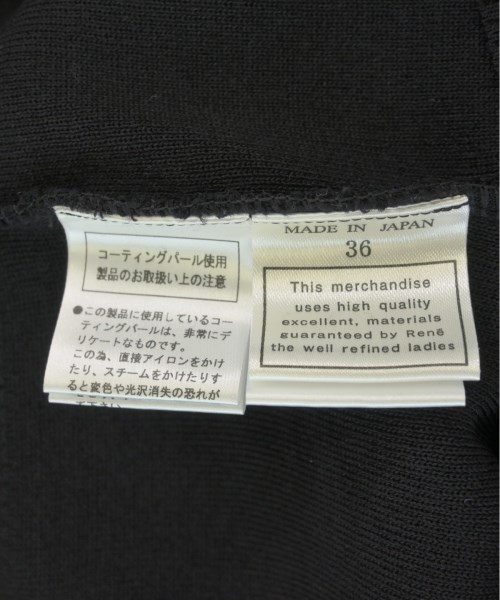 コーティングパール使用
製品のお取扱い上の注意
●この製品に使用しているコー
ティングパールは、非常にデ
リケートなものです。
この為、直接アイロンをかけ
たり、スチームをかけたりす
ると変色や光沢消失の恐れが
MADE IN JAPAN
36
This merchandise
uses high quality
excellent, materials
guaranteed by René
the well refined ladies